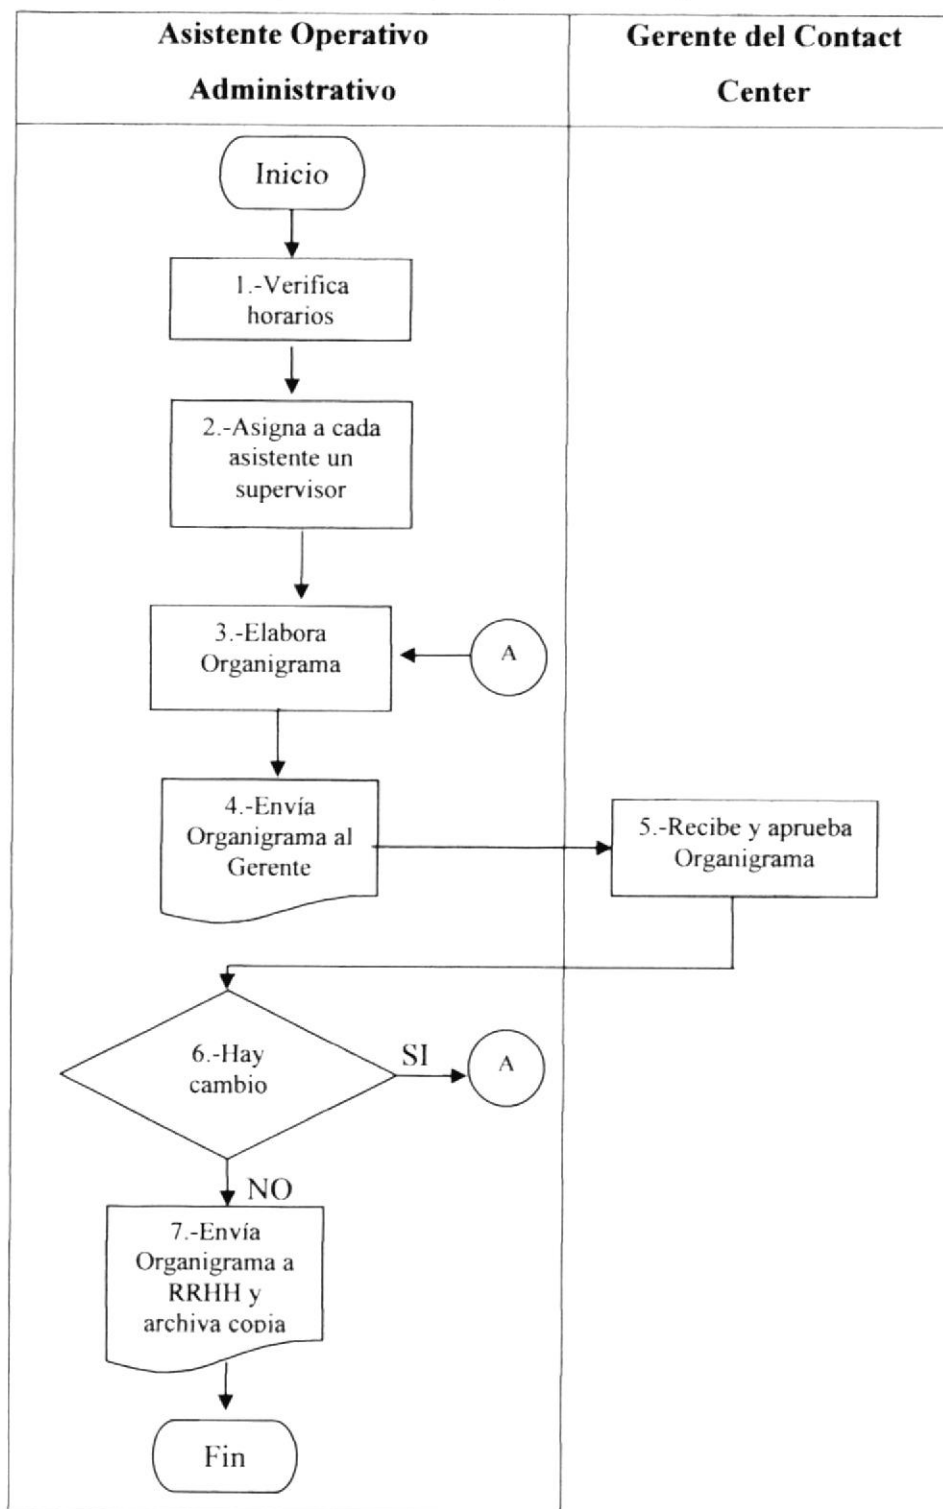 Asistente Operativo
Administrativo
Gerente del Contact
Center
Inicio
1.-Verifica
horarios
2.-Asigna a cada
asistente un
supervisor
3.-Elabora
Organigrama
A
4.-Envía
Organigrama al
Gerente
5.-Recibe y aprueba
Organigrama
6.-Hay
cambio
SI
A
NO
7.-Envía
Organigrama a
RRHH y
archiva copia
Fin